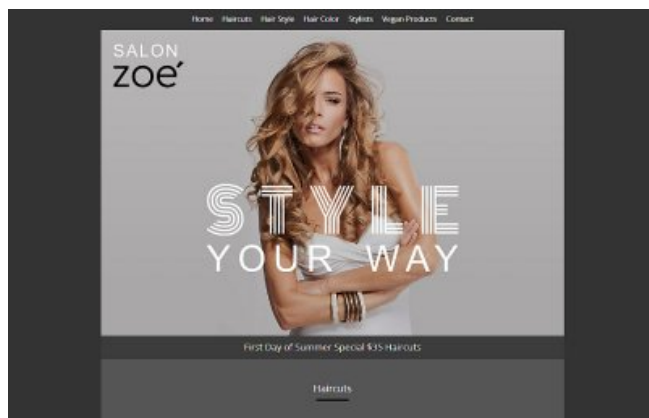 Home Haircuts Hair Style Hair Color Stylists Vegan Products Contact
SALON
zoe´
STYLE
YOUR WAY
First Day of Summer Special $35 Haircuts
Haircuts